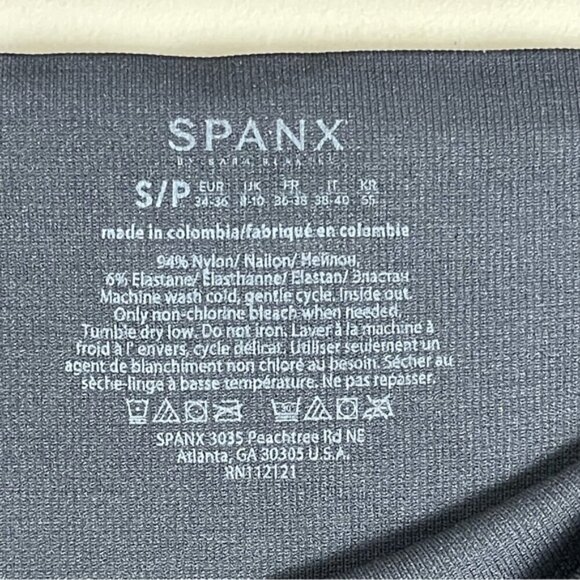 SPANX
BY SARA BLAKELY
S/P EUR 34-36 UK 8-10 FR 36-38 IT 38-40 KR 55
made in colombia/fabriqué en colombie
94% Nylon/ Nailon/ Нейлон,
6% Elastane/ Élasthanne/ Elastan/ Эластан
Machine wash cold, gentle cycle. Inside out.
Only non-chlorine bleach when needed.
Tumble dry low. Do not iron. Laver à la machine à
froid à l' envers, cycle délicat. Utiliser seulement un
agent de blanchiment non chloré au besoin. Sécher au
sèche-linge à basse température. Ne pas repasser.
SPANX 3035 Peachtree Rd NE
Atlanta, GA 30305 U.S.A.
RN112121